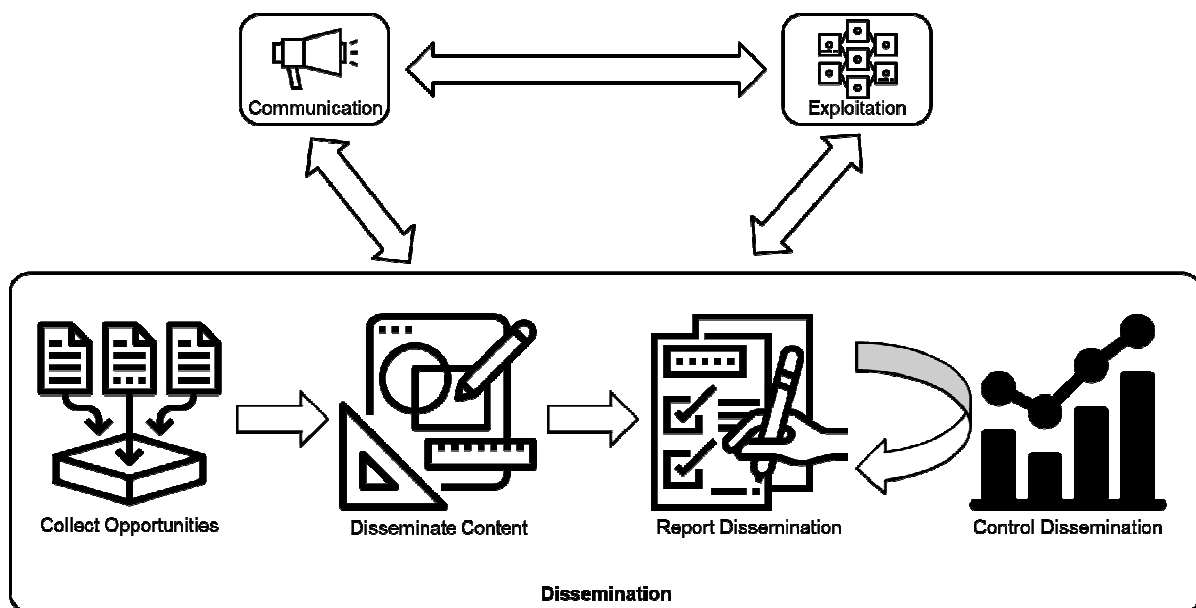 Communication
Exploitation
Collect Opportunities
Disseminate Content
Report Dissemination
Control Dissemination
Dissemination